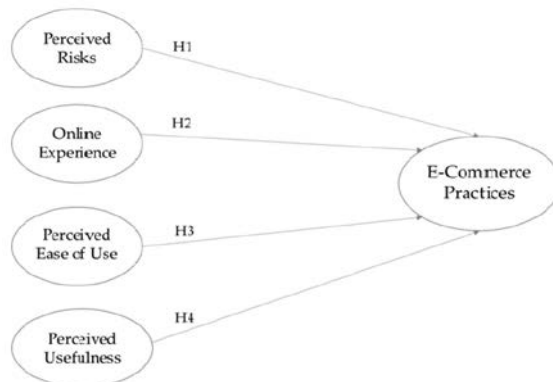 Perceived
Risks
H1
Online
Experience
H2
E-Commerce
Practices
Perceived
Ease of Use
H3
H4
Perceived
Usefulness